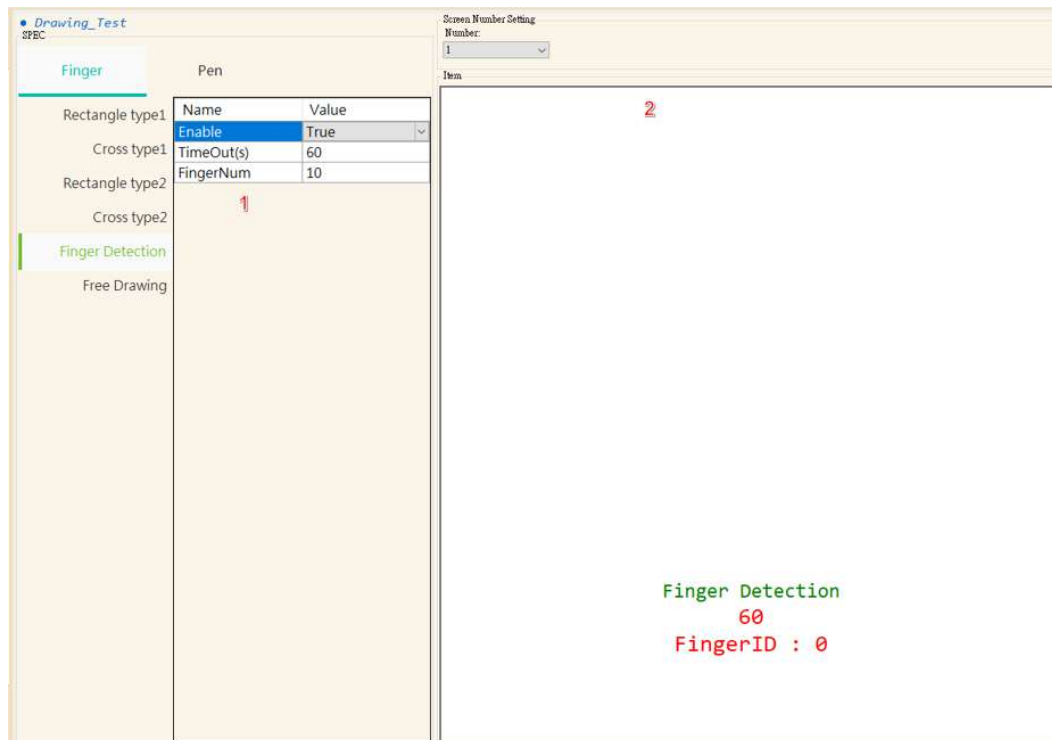 Drawing_Test
SPEC
Finger Pen
Rectangle type1
Cross type1
Rectangle type2
Cross type2
Finger Detection
Free Drawing
Name Value
Enable True
TimeOut(s) 60
FingerNum 10
1
Screen Number Setting
Number:
1
Item
2
Finger Detection
60
FingerID : 0